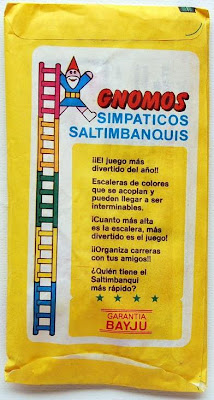 GNOMOS
SIMPATICOS
SALTIMBANQUIS
¡¡El juego más
divertido del año!!
Escaleras de colores
que se acoplan y
pueden llegar a ser
interminables.
¡Cuanto más alta
es la escalera, más
divertido es el juego!
¡¡Organiza carreras
con tus amigos!!
¿Quién tiene el
Saltimbanqui
más rápido?
GARANTIA
BAYJU